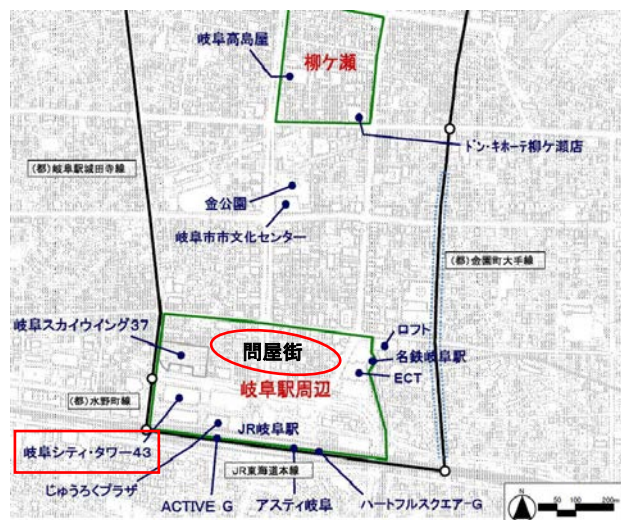 岐阜高島屋
柳ケ瀬
ドン・キホーテ柳ケ瀬店
(都)岐阜駅城田寺線
金公園
岐阜市市文化センター
(都)金園町大手線
岐阜スカイウイング37
ロフト
問屋街
名鉄岐阜駅
ECT
岐阜駅周辺
(都)水野町線
JR岐阜駅
岐阜シティ・タワー43
JR東海道本線
じゅうろくプラザ
ACTIVE G
アスティ岐阜
ハートフルスクエアーG
N
0 50 100 200m